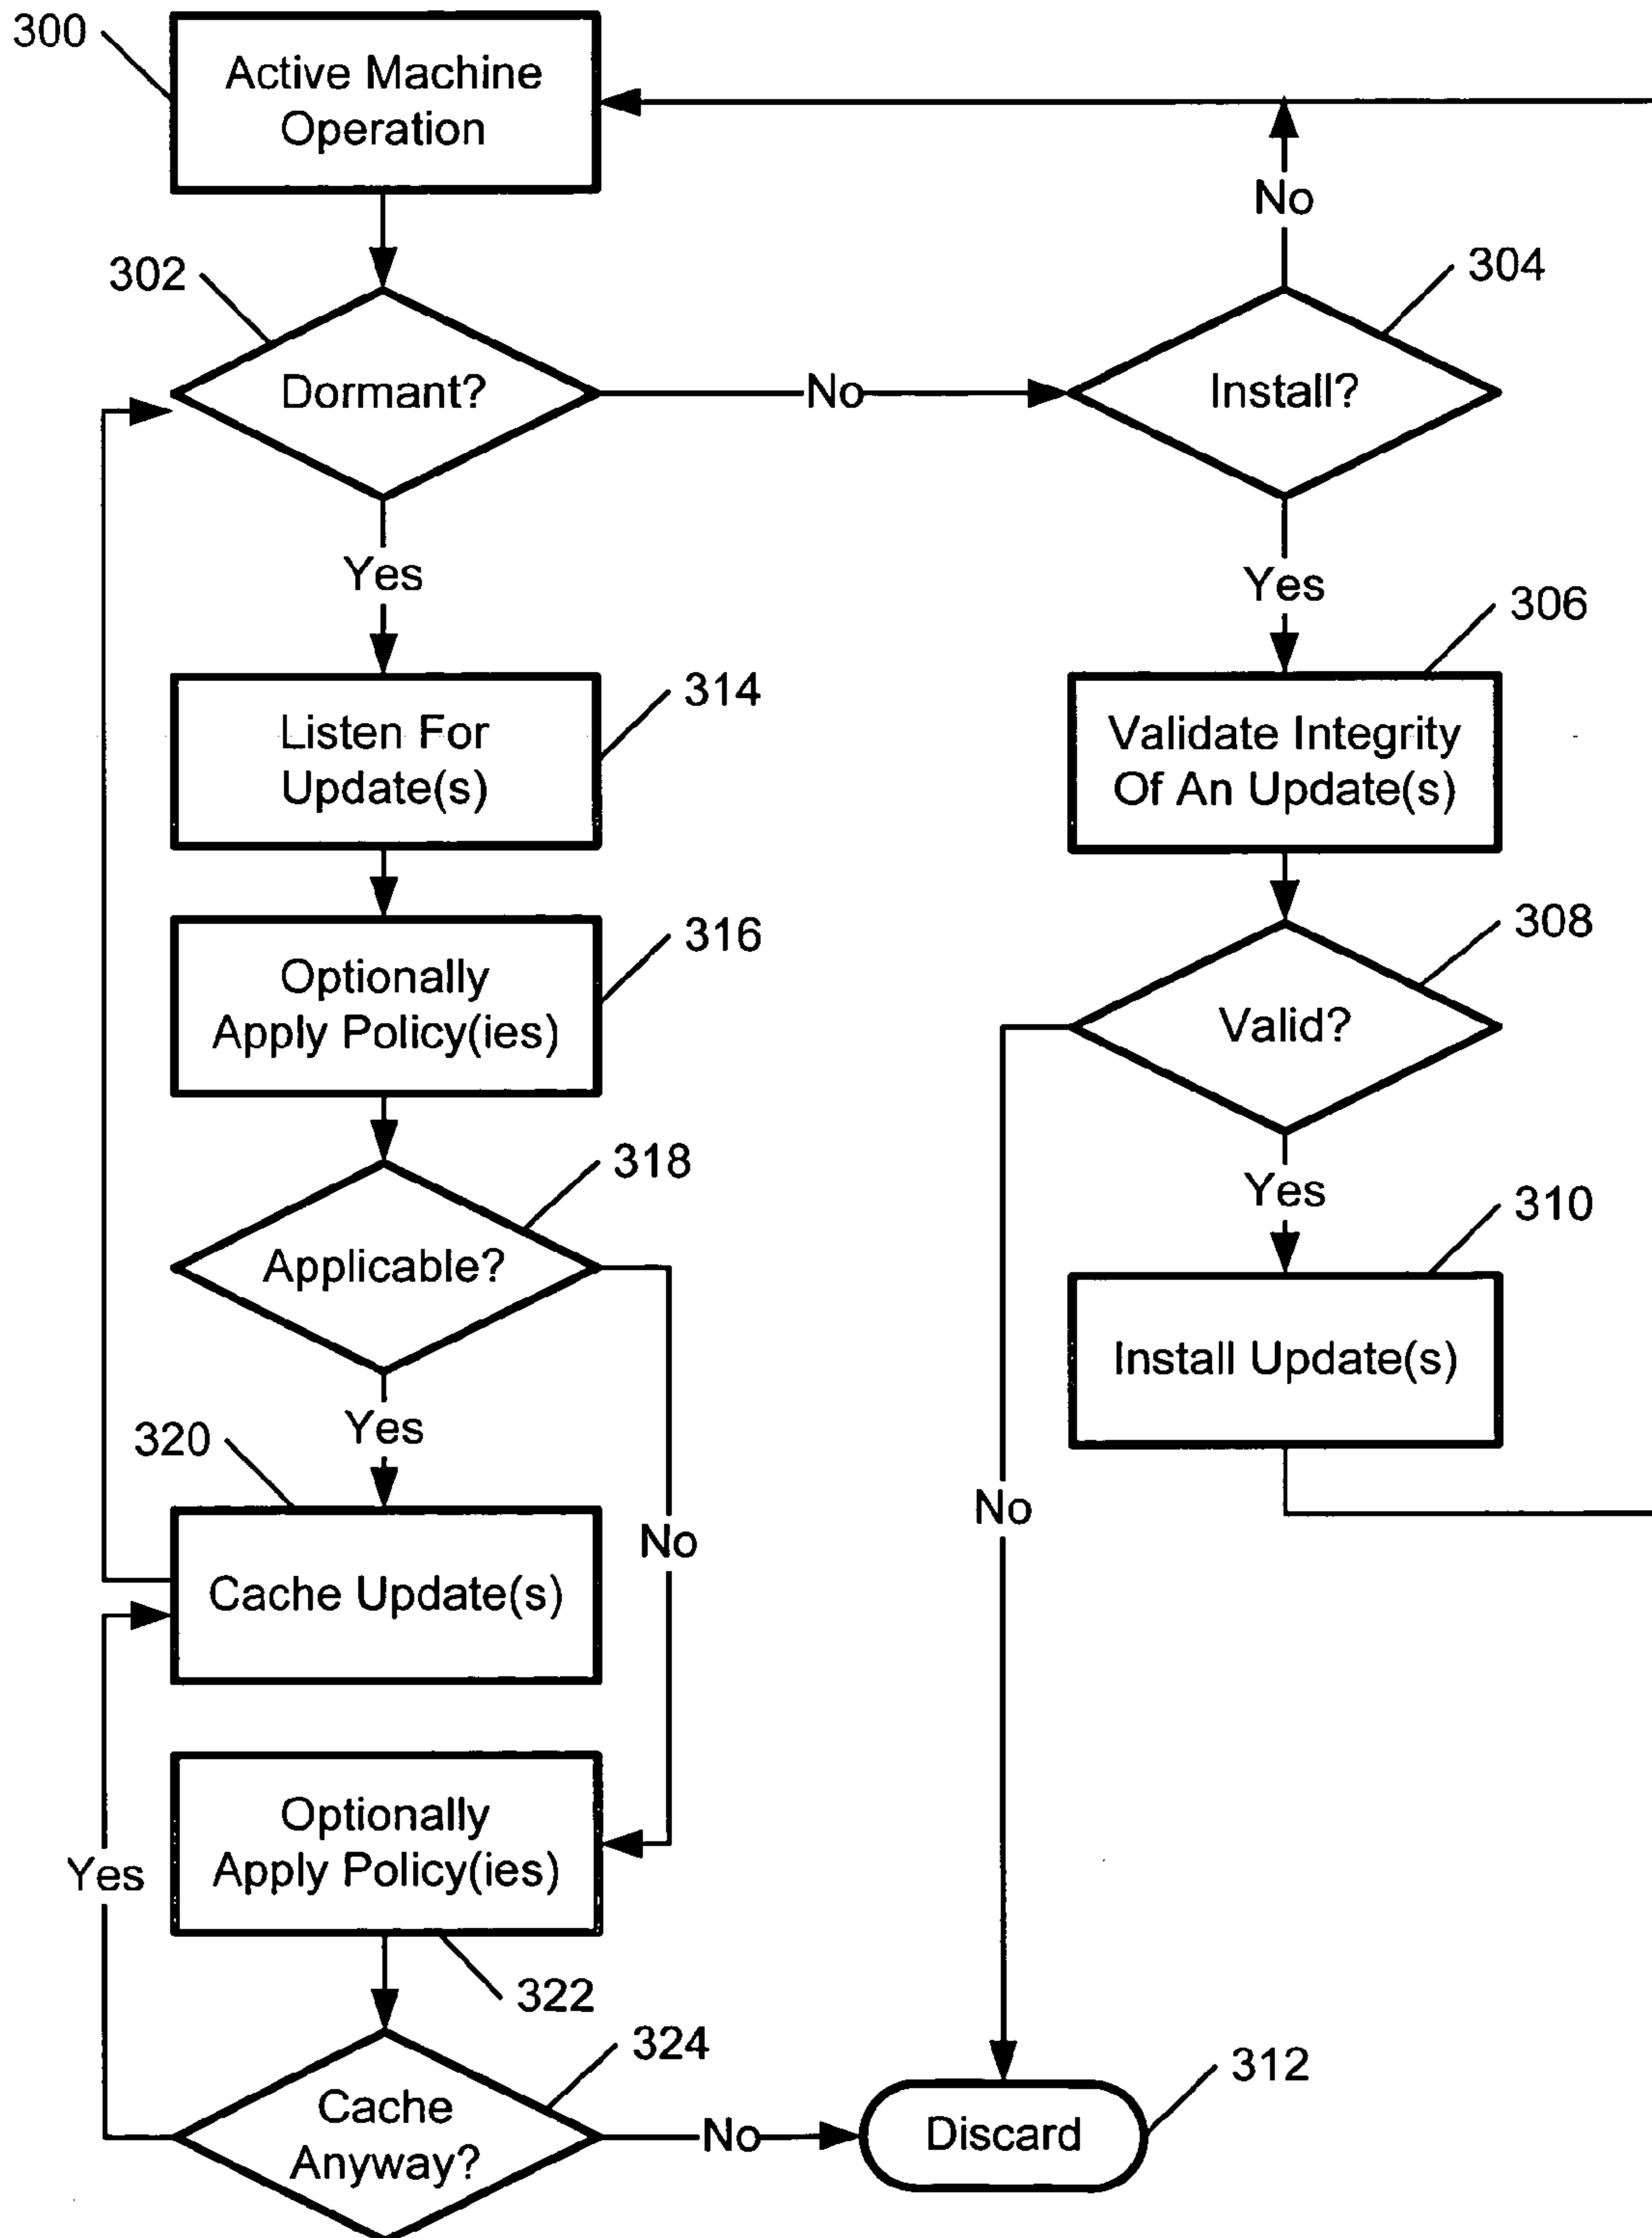 300
Active Machine
Operation
No
302
304
Dormant?
No
Install?
Yes
Yes
306
314
Listen For
Update(s)
Validate Integrity
Of An Update(s)
316
308
Optionally
Apply Policy(ies)
Valid?
318
Yes
310
Applicable?
Install Update(s)
320
Yes
No
No
Cache Update(s)
Optionally
Apply Policy(ies)
Yes
322
324
312
Cache
Anyway?
No
Discard